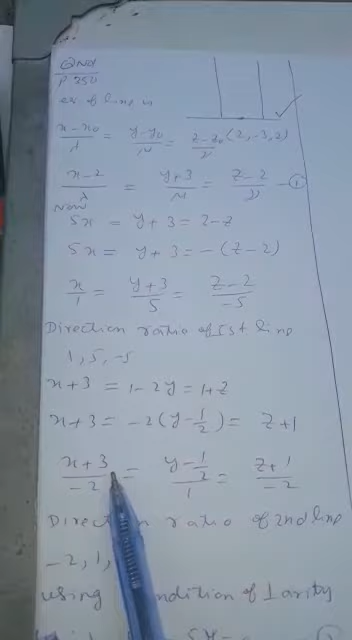 QNo
P 250
eq of line is
x-x₀/λ = y-y₀/μ = z-z₀/ν (2,-3,2)
x-2/λ = y+3/μ = z-2/ν -①
Now
5x = y+3 = 2-z
5x = y+3 = -(z-2)
x/1 = y+3/5 = z-2/-5
Direction ratio of Ist line
1, 5, -5
x+3 = 1-2y = 1+z
x+3 = -2(y-1/2) = z+1
x+3/-2 = y-1/2/1 = z+1/-2
Direct n ratio of 2nd line
-2, 1,
using condition of ⊥arity